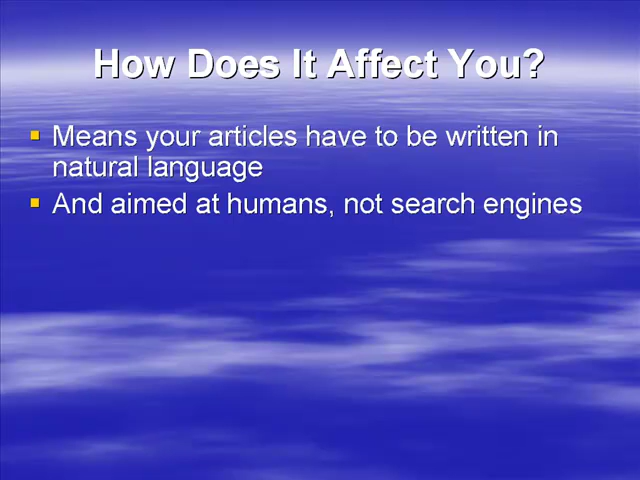 How Does It Affect You?
Means your articles have to be written in
natural language
And aimed at humans, not search engines